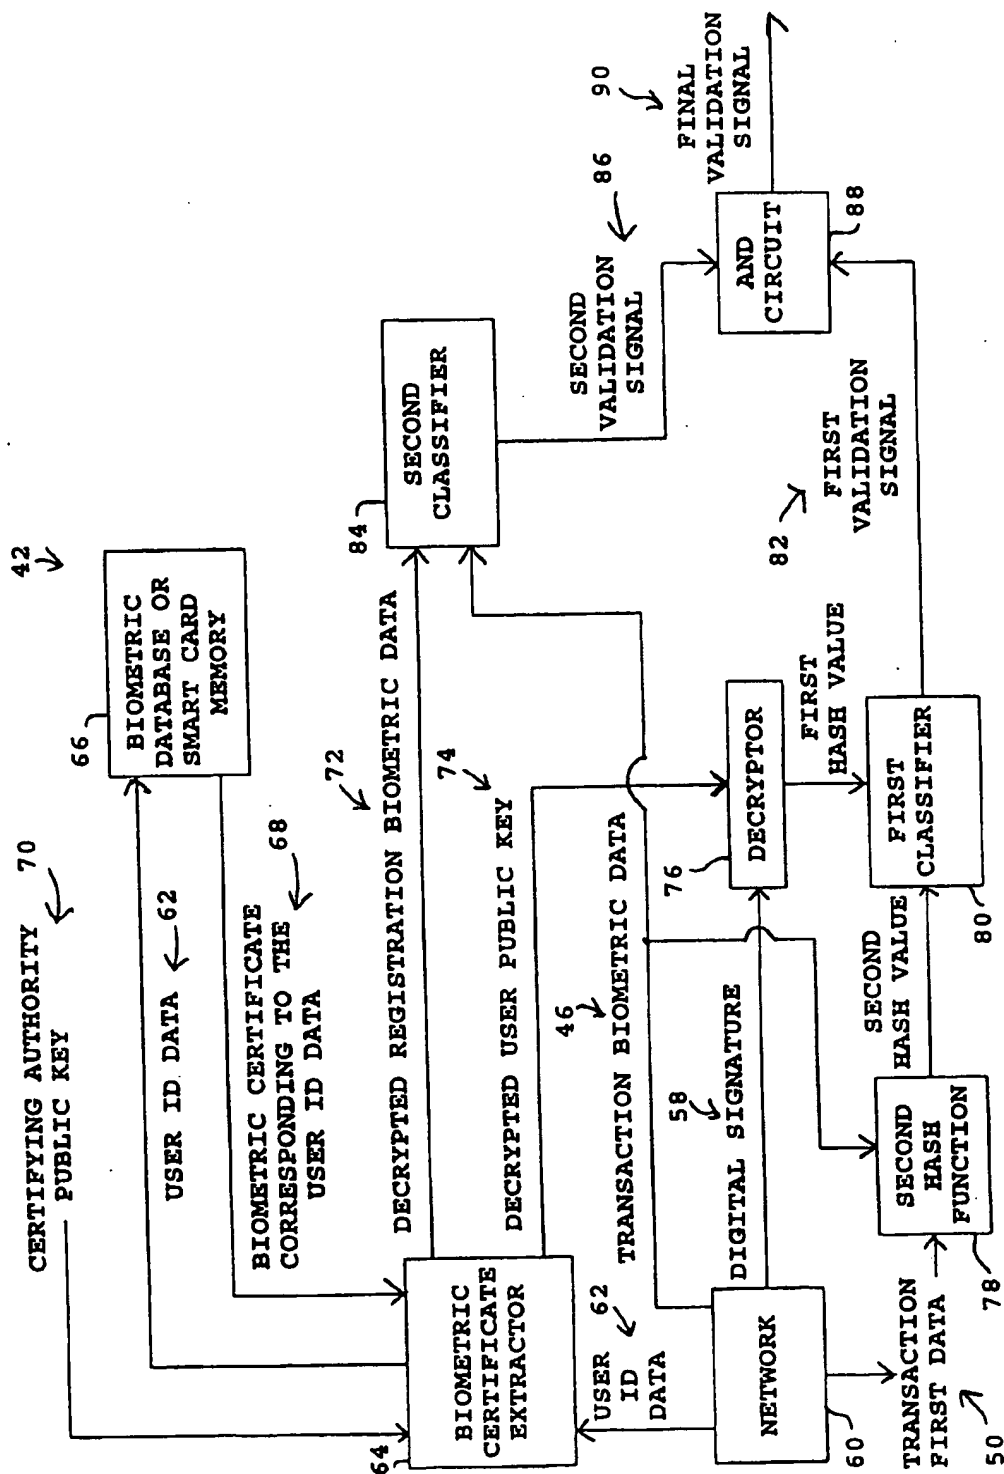 42
70
CERTIFYING AUTHORITY
PUBLIC KEY
66
BIOMETRIC
DATABASE OR
SMART CARD
MEMORY
USER ID DATA 62
BIOMETRIC CERTIFICATE
CORRESPONDING TO THE
USER ID DATA
68
64
BIOMETRIC
CERTIFICATE
EXTRACTOR
72
DECRYPTED REGISTRATION BIOMETRIC DATA
74
DECRYPTED USER PUBLIC KEY
84
SECOND
CLASSIFIER
SECOND
VALIDATION
SIGNAL
86
USER
ID
DATA
62
46
TRANSACTION BIOMETRIC DATA
58
DIGITAL SIGNATURE
NETWORK
60
76
DECRYPTOR
FIRST
HASH VALUE
TRANSACTION
FIRST DATA
50
SECOND
HASH
FUNCTION
78
SECOND
HASH VALUE
FIRST
CLASSIFIER
80
82
FIRST
VALIDATION
SIGNAL
AND
CIRCUIT
88
90
FINAL
VALIDATION
SIGNAL